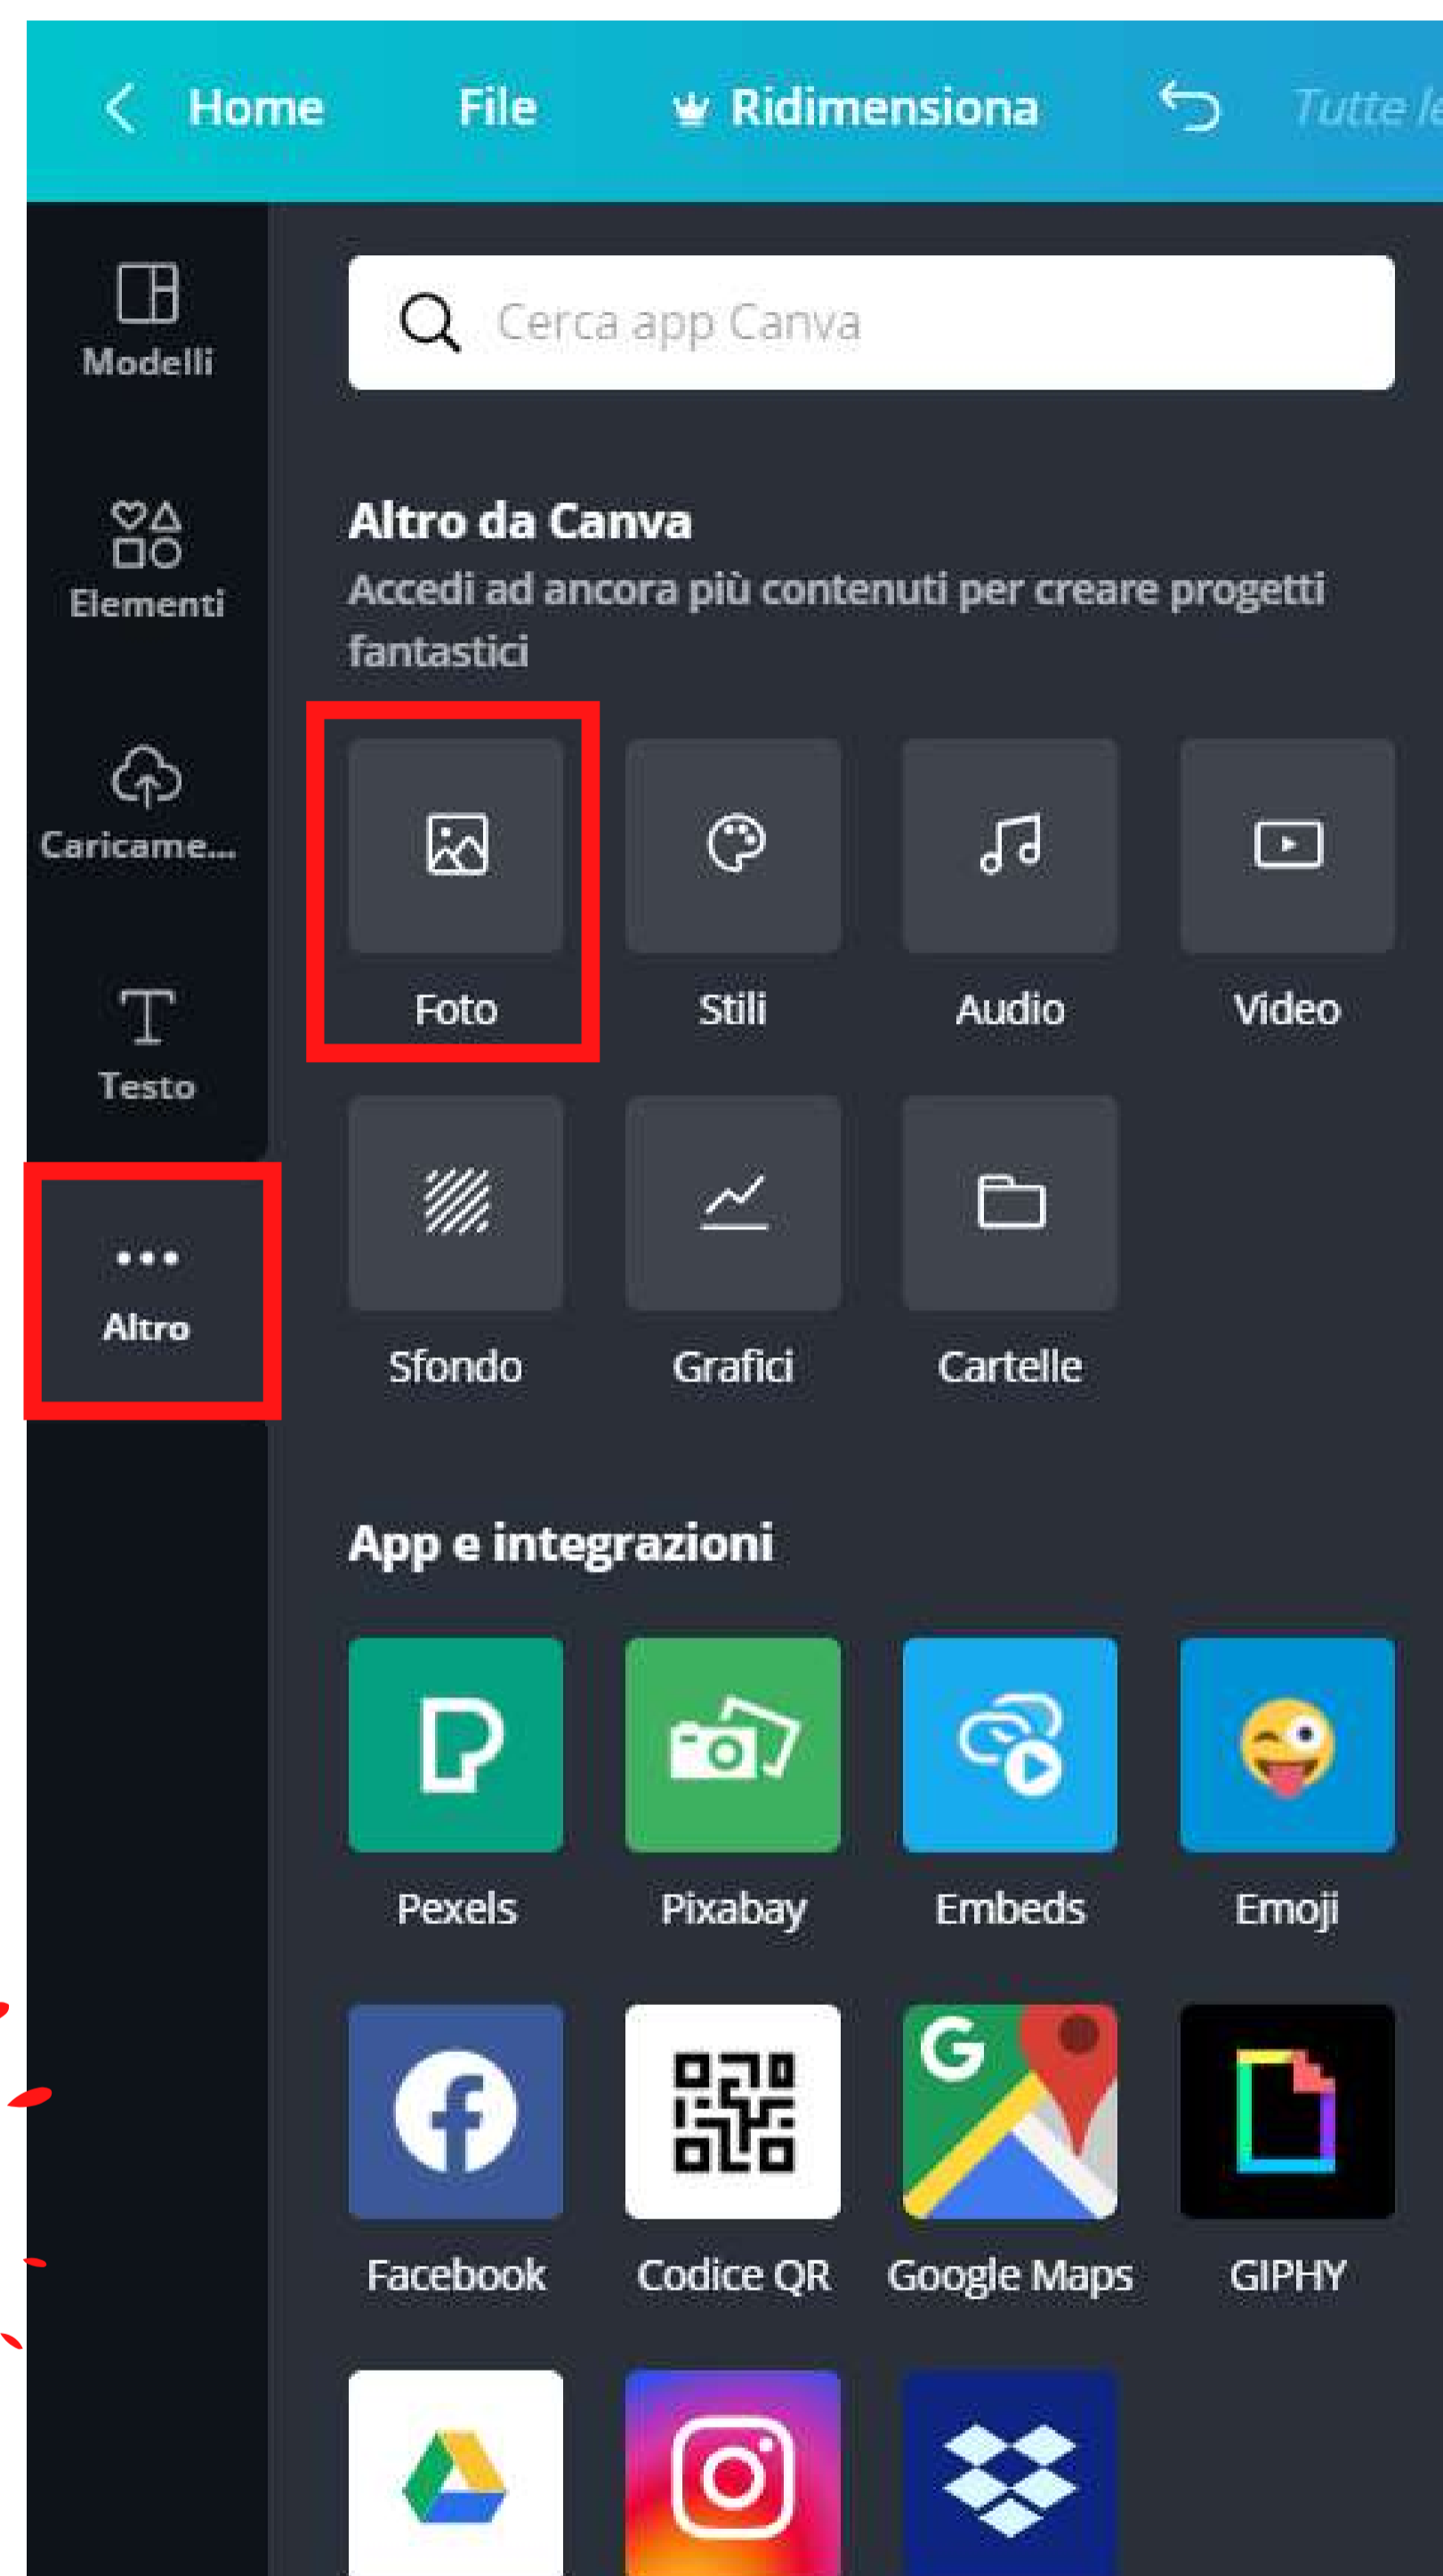 Home File Ridimensiona Tutte le
Cerca app Canva
Modelli
Altro da Canva
Accedi ad ancora più contenuti per creare progetti
fantastici
Elementi
Caricame...
Foto Stili Audio Video
Testo
Altro
Sfondo Grafici Cartelle
App e integrazioni
Pexels Pixabay Embeds Emoji
G
Facebook Codice QR Google Maps GIPHY